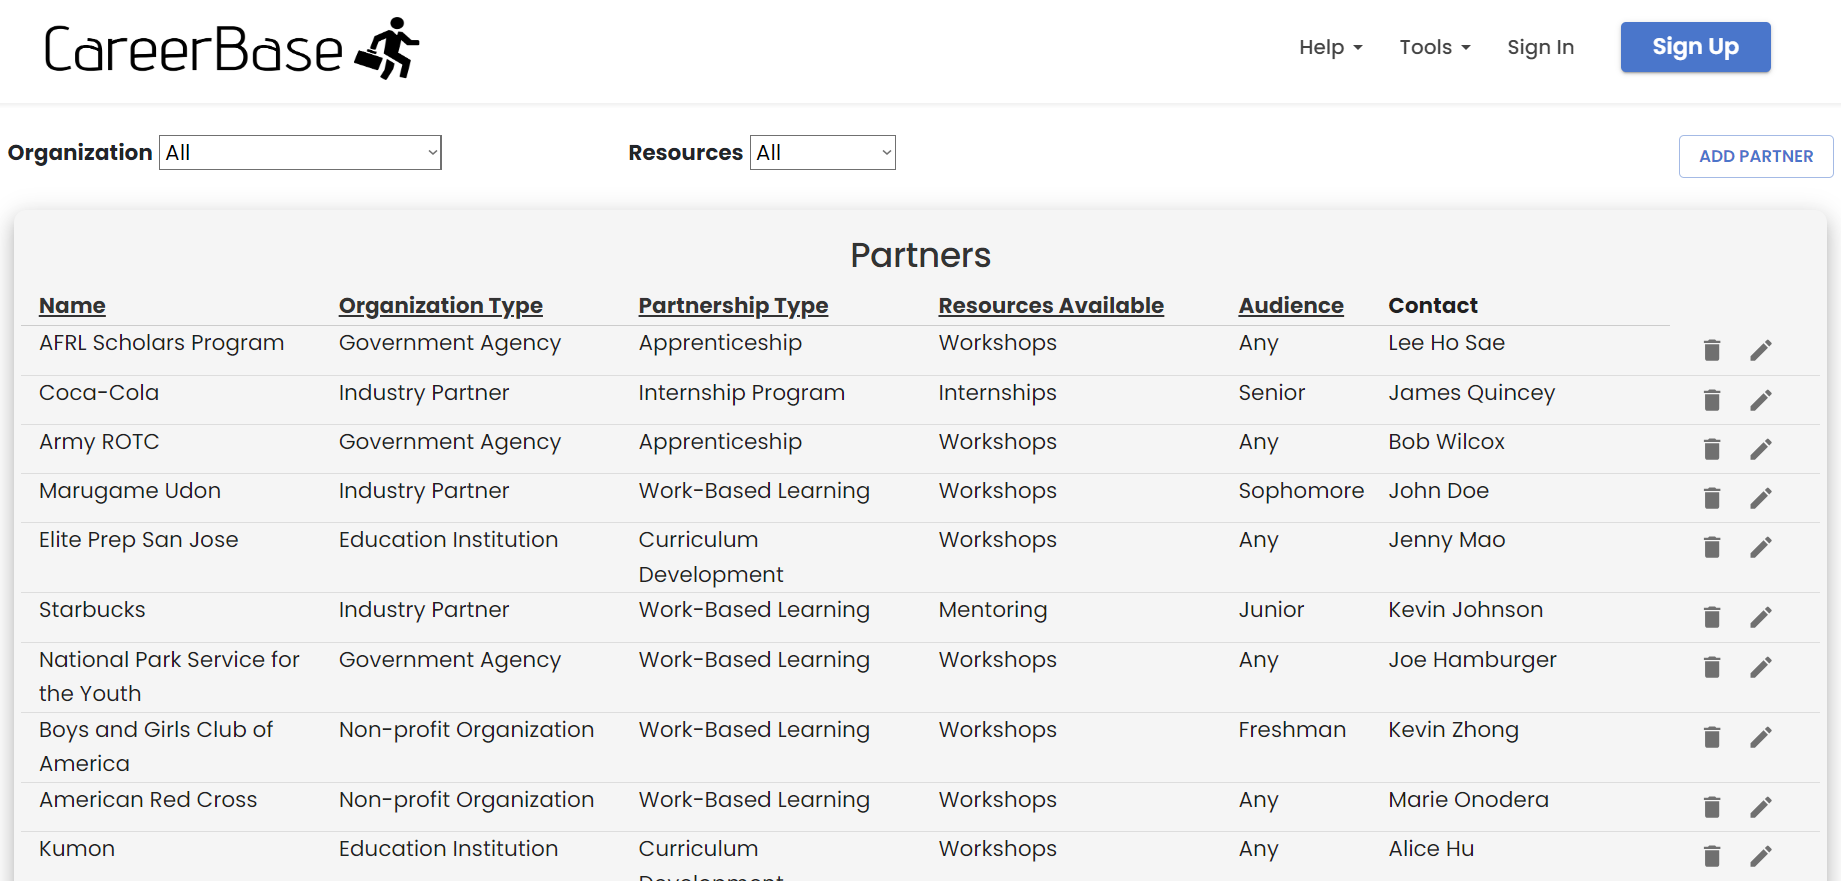 CareerBase
Help Tools Sign In Sign Up
Organization All Resources All ADD PARTNER
Partners
Name Organization Type Partnership Type Resources Available Audience Contact
AFRL Scholars Program Government Agency Apprenticeship Workshops Any Lee Ho Sae
Coca-Cola Industry Partner Internship Program Internships Senior James Quincey
Army ROTC Government Agency Apprenticeship Workshops Any Bob Wilcox
Marugame Udon Industry Partner Work-Based Learning Workshops Sophomore John Doe
Elite Prep San Jose Education Institution Curriculum Workshops Any Jenny Mao
Development
Starbucks Industry Partner Work-Based Learning Mentoring Junior Kevin Johnson
National Park Service for Government Agency Work-Based Learning Workshops Any Joe Hamburger
the Youth
Boys and Girls Club of Non-profit Organization Work-Based Learning Workshops Freshman Kevin Zhong
America
American Red Cross Non-profit Organization Work-Based Learning Workshops Any Marie Onodera
Kumon Education Institution Curriculum Workshops Any Alice Hu